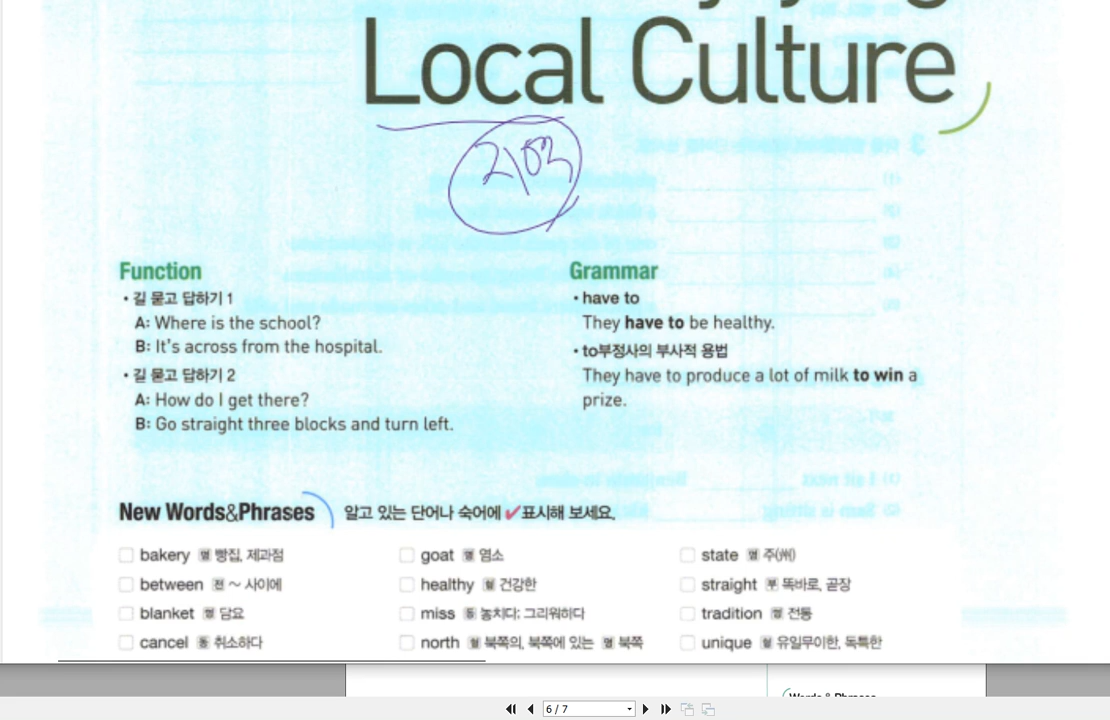 Local Culture
Function
Grammar
• 길 묻고 답하기 1
A: Where is the school?
B: It's across from the hospital.
• 길 묻고 답하기 2
A: How do I get there?
B: Go straight three blocks and turn left.
• have to
They have to be healthy.
• to부정사의 부사적 용법
They have to produce a lot of milk to win a
prize.
New Words&Phrases 알고 있는 단어나 숙어에 ✔표시해 보세요.
bakery 명 빵집, 제과점
between 전 ~ 사이에
blanket 명 담요
cancel 동 취소하다
goat 명 염소
healthy 형 건강한
miss 동 놓치다; 그리워하다
north 형 북쪽의, 북쪽에 있는 명 북쪽
state 명 주(州)
straight 부 똑바로, 곧장
tradition 명 전통
unique 형 유일무이한, 독특한
6 / 7